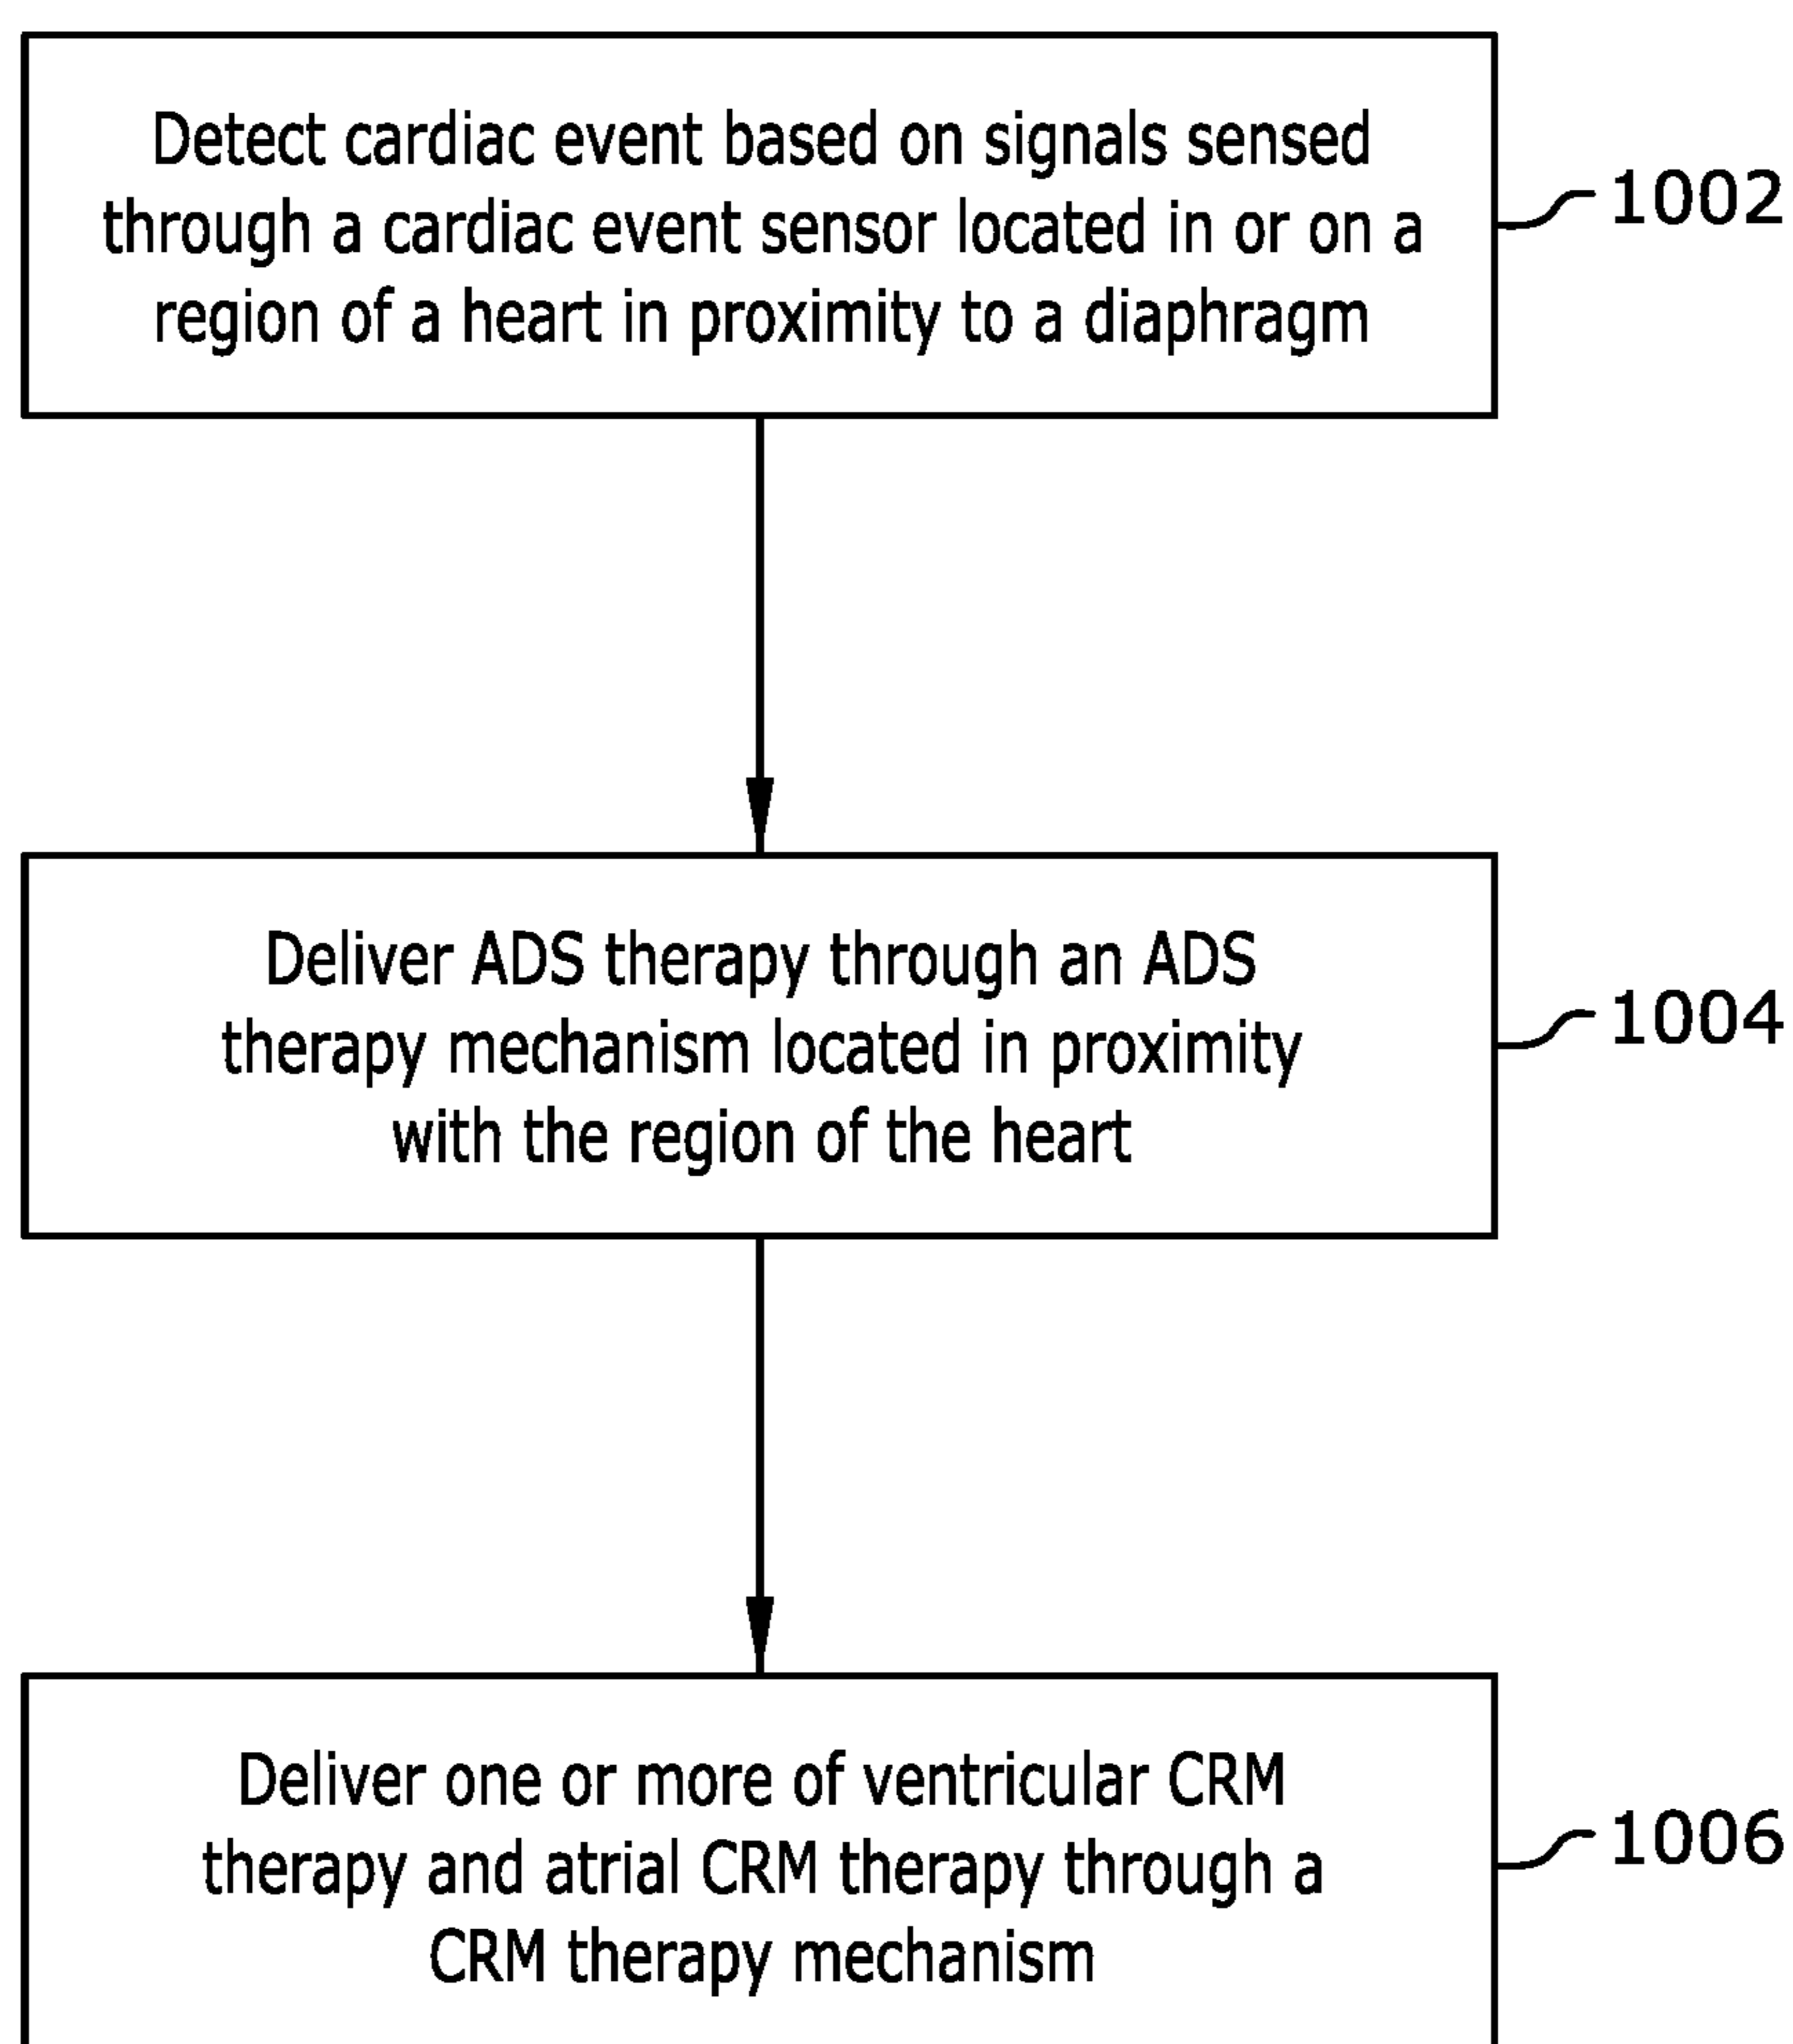 Detect cardiac event based on signals sensed
through a cardiac event sensor located in or on a
region of a heart in proximity to a diaphragm
1002
Deliver ADS therapy through an ADS
therapy mechanism located in proximity
with the region of the heart
1004
Deliver one or more of ventricular CRM
therapy and atrial CRM therapy through a
CRM therapy mechanism
1006